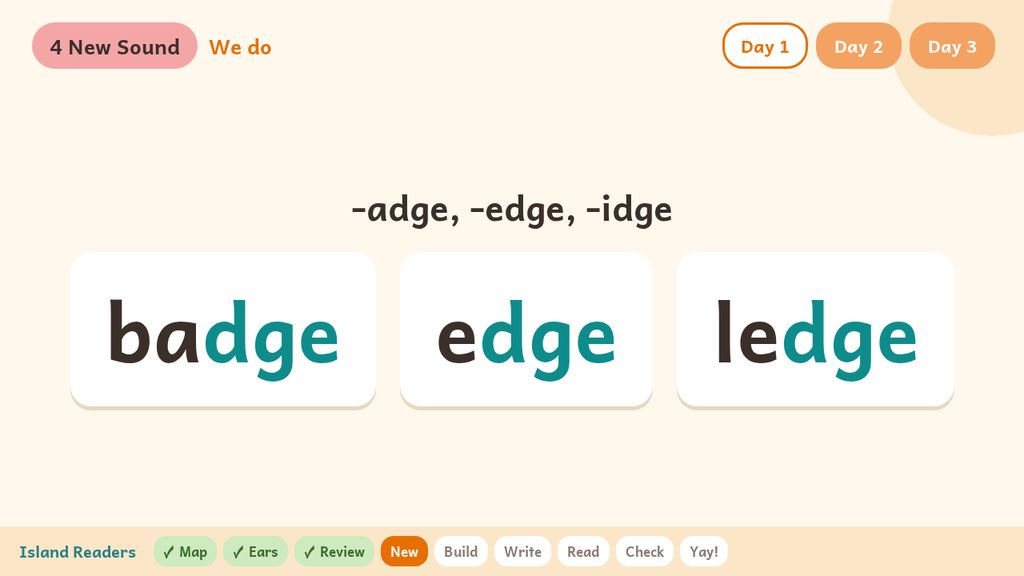 4 New Sound We do Day 1 Day 2 Day 3
-adge, -edge, -idge
badge edge ledge
Island Readers ✓ Map ✓ Ears ✓ Review New Build Write Read Check Yay!